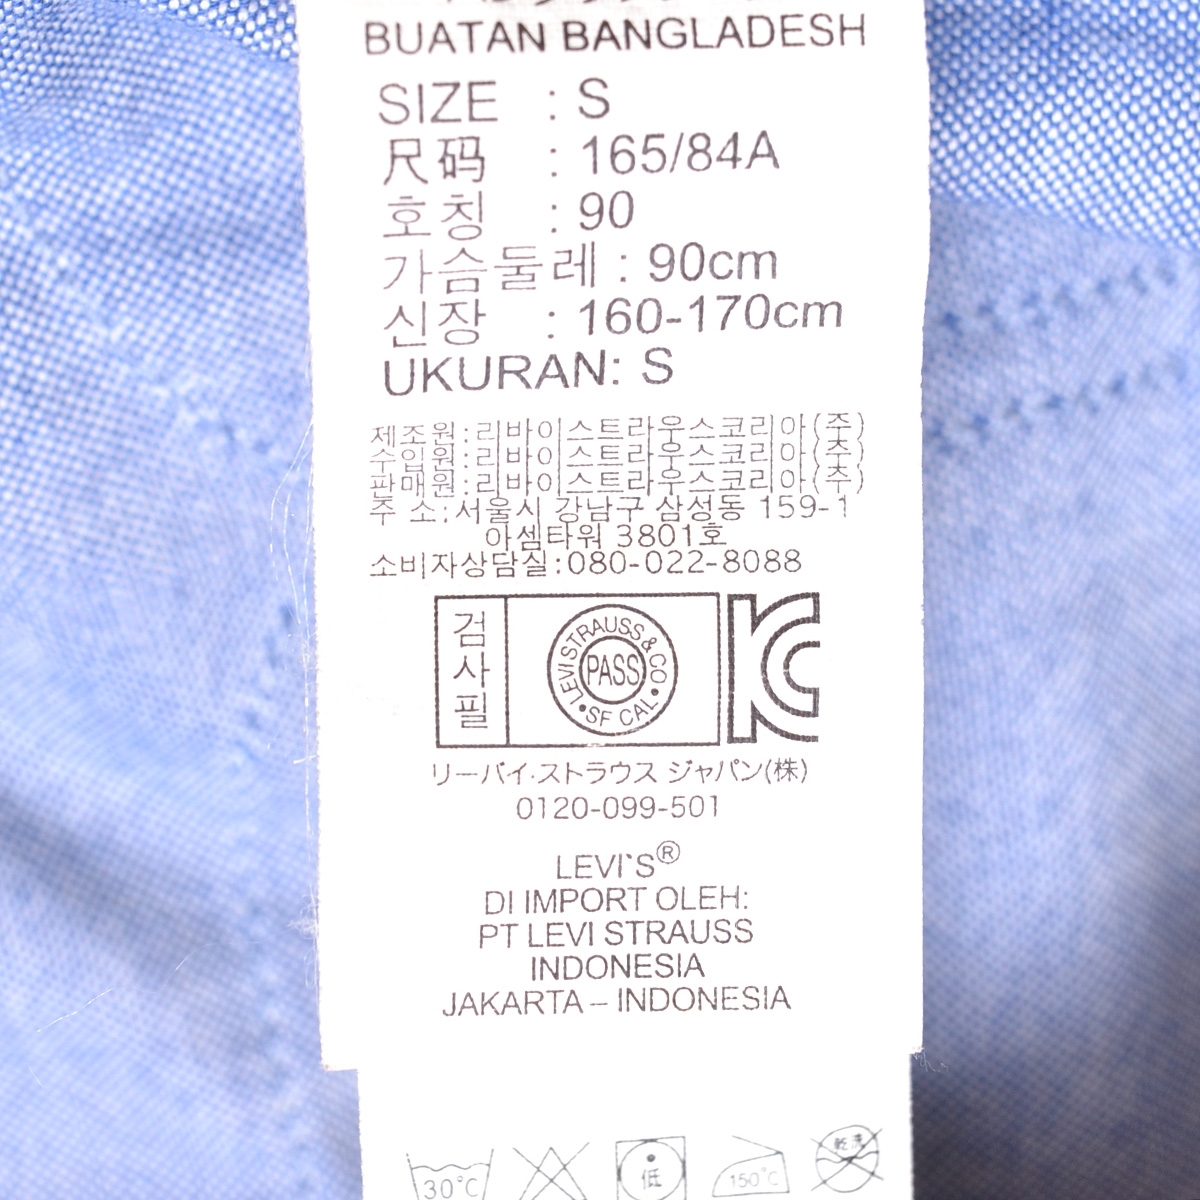 BUATAN BANGLADESH
SIZE : S
尺码 : 165/84A
호칭 : 90
가슴둘레 : 90cm
신장 : 160-170cm
UKURAN: S
제조원:리바이스트라우스코리아(주)
수입원:리바이스트라우스코리아(주)
판매원:리바이스트라우스코리아(주)
주 소:서울시 강남구 삼성동 159-1
아셈타워 3801호
소비자상담실:080-022-8088
검사필
LEVI STRAUSS & CO • SF CAL •
PASS
KC
リーバイ·ストラウス ジャパン(株)
0120-099-501
LEVI`S®
DI IMPORT OLEH:
PT LEVI STRAUSS
INDONESIA
JAKARTA – INDONESIA
30°C 低 150°C 乾洗